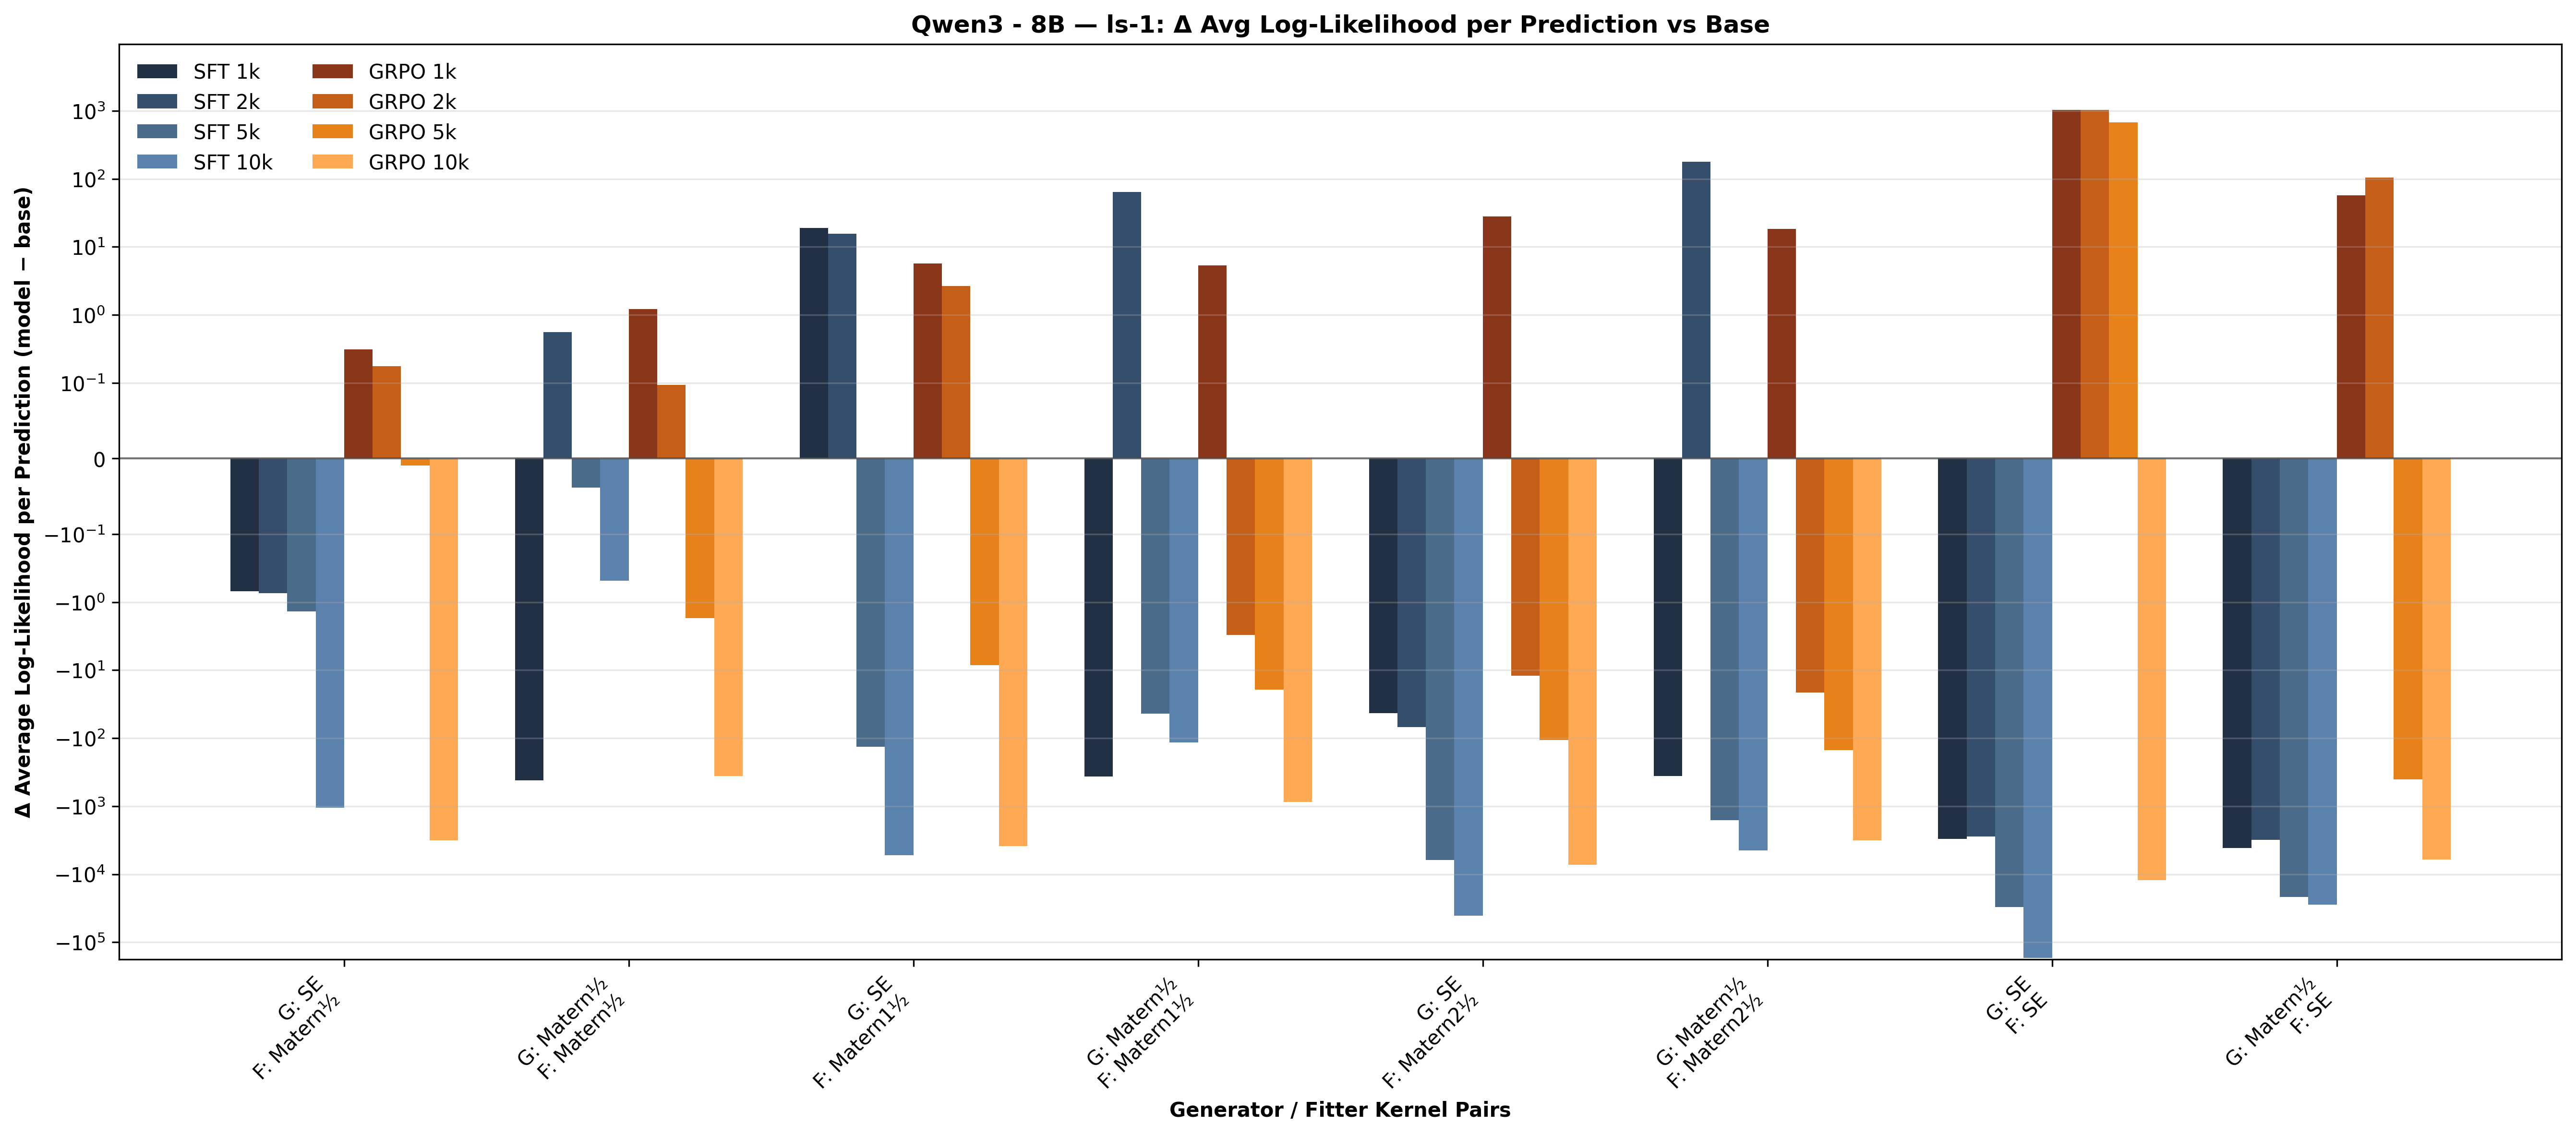 Qwen3 - 8B — ls-1: Δ Avg Log-Likelihood per Prediction vs Base
SFT 1k
SFT 2k
SFT 5k
SFT 10k
GRPO 1k
GRPO 2k
GRPO 5k
GRPO 10k
Δ Average Log-Likelihood per Prediction (model − base)
10³
10²
10¹
10⁰
10⁻¹
0
−10⁻¹
−10⁰
−10¹
−10²
−10³
−10⁴
−10⁵
G: SE
F: Matern½
G: Matern½
F: Matern½
G: SE
F: Matern1½
G: Matern½
F: Matern1½
G: SE
F: Matern2½
G: Matern½
F: Matern2½
G: SE
F: SE
G: Matern½
F: SE
Generator / Fitter Kernel Pairs